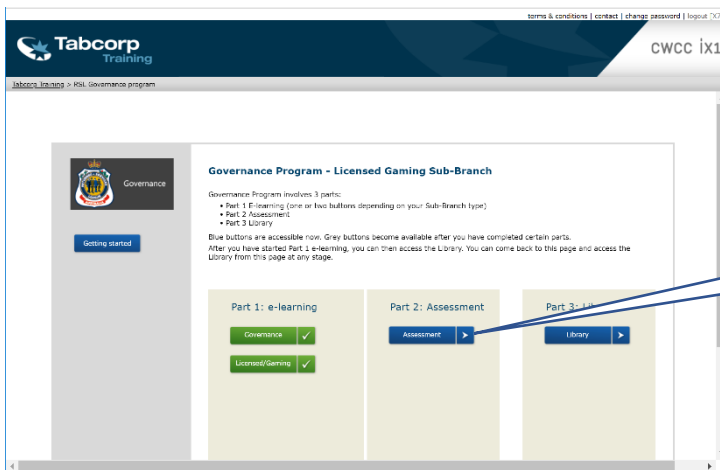 terms & conditions | contact | change password | logout
Tabcorp
Training
cwcc ix1
Tabcorp Training > RSL Governance program
Governance
Getting started
Governance Program - Licensed Gaming Sub-Branch
Governance Program involves 3 parts:
• Part 1 E-learning (one or two buttons depending on your Sub-Branch type)
• Part 2 Assessment
• Part 3 Library
Blue buttons are accessible now. Grey buttons become available after you have completed certain parts.
After you have started Part 1 e-learning, you can then access the Library. You can come back to this page and access the
Library from this page at any stage.
Part 1: e-learning
Governance
Licensed/Gaming
Part 2: Assessment
Assessment
Part 3:
Library